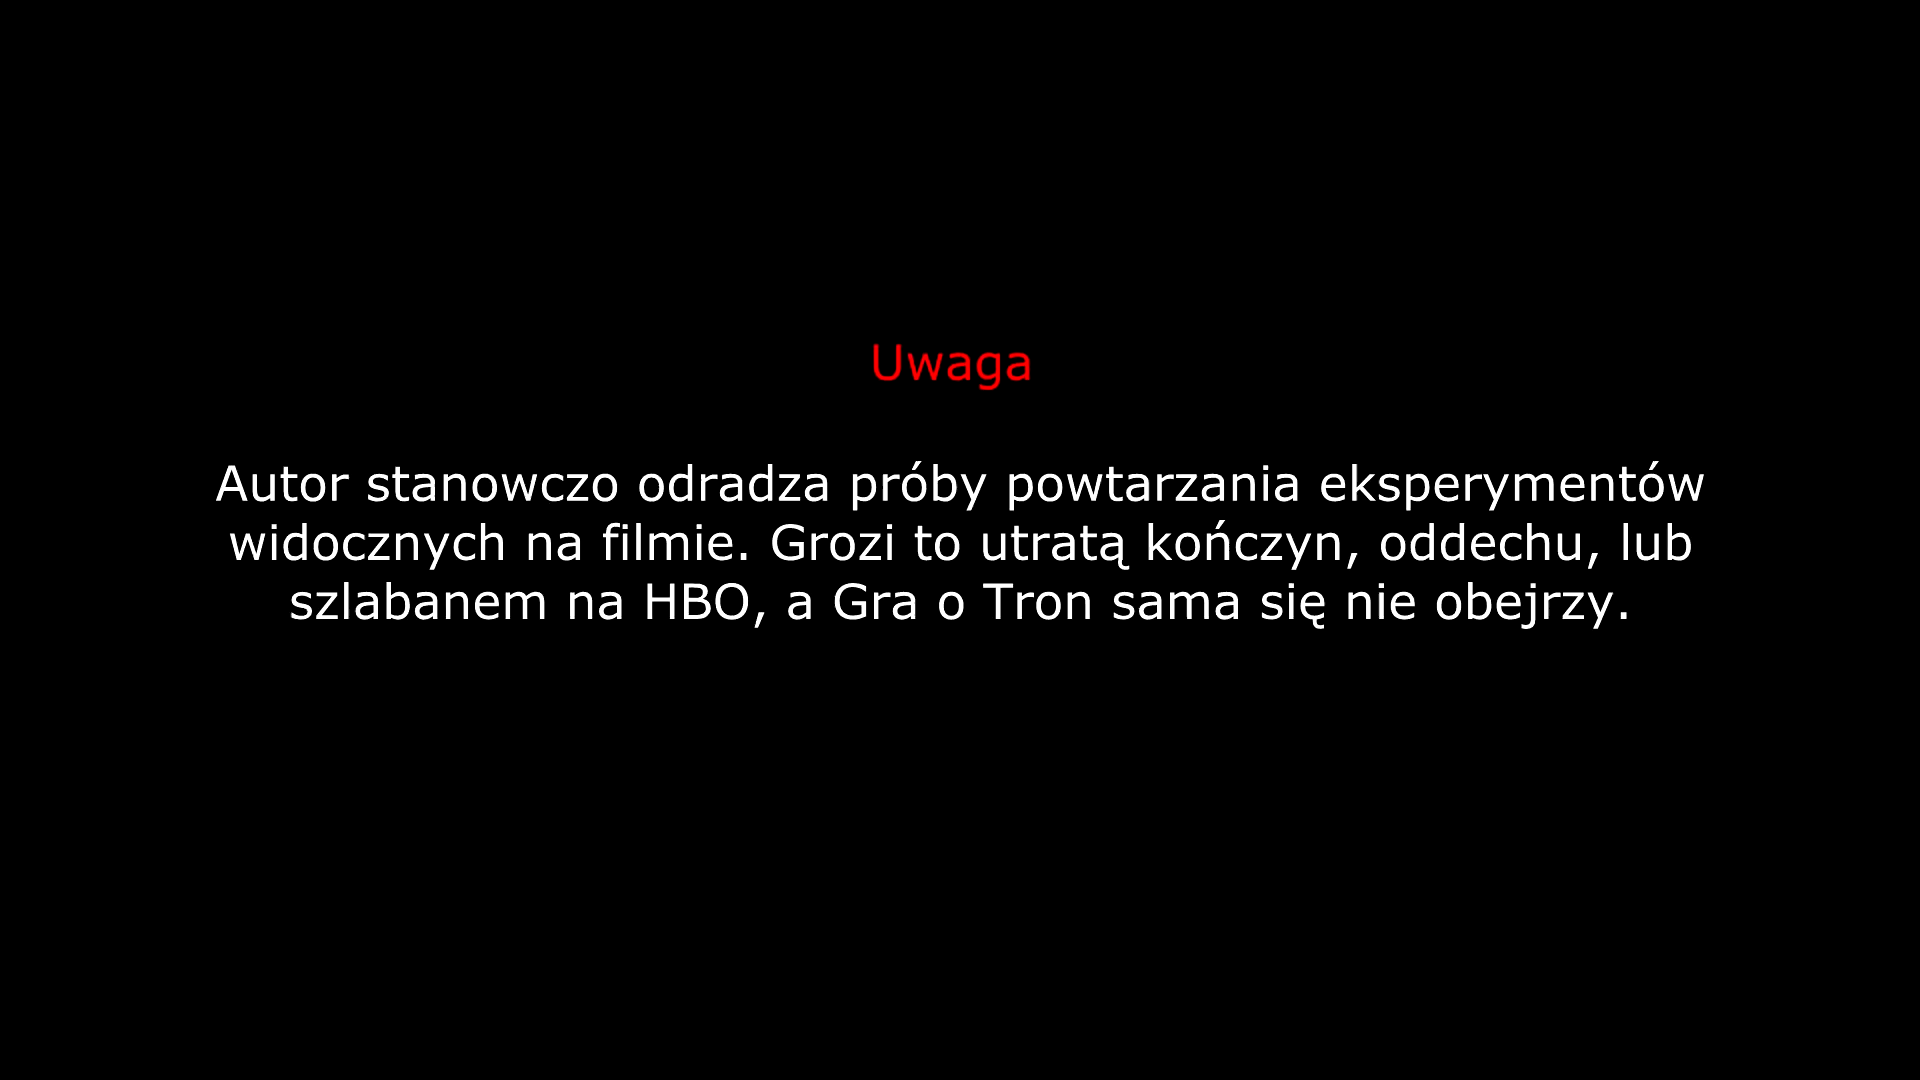 Uwaga
Autor stanowczo odradza próby powtarzania eksperymentów
widocznych na filmie. Grozi to utratą kończyn, oddechu, lub
szlabanem na HBO, a Gra o Tron sama się nie obejrzy.